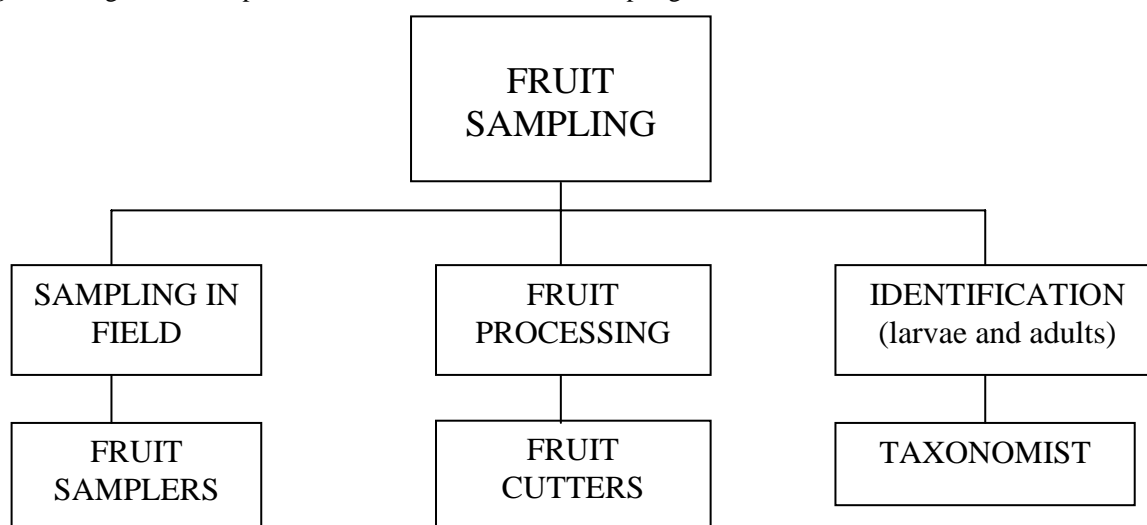 FRUIT
SAMPLING
SAMPLING IN
FIELD
FRUIT
PROCESSING
IDENTIFICATION
(larvae and adults)
FRUIT
SAMPLERS
FRUIT
CUTTERS
TAXONOMIST